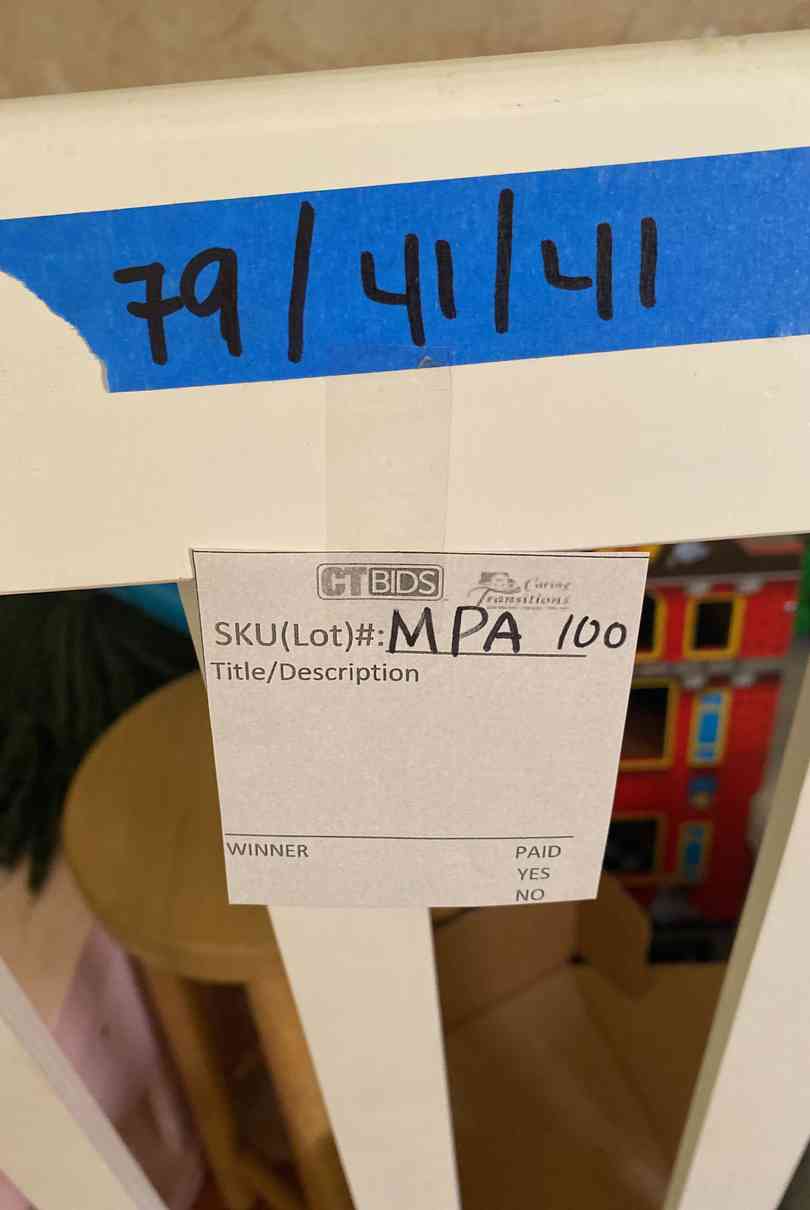 79/41/41
CTBIDS
Caring
Transitions
SKU(Lot)#: MPA 100
Title/Description
WINNER PAID
YES
NO